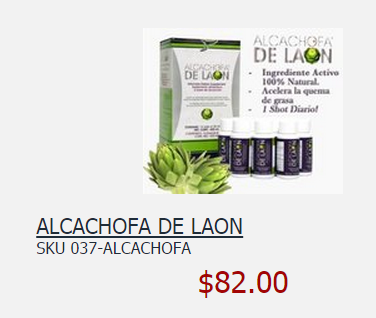 ALCACHOFA
DE LAON
ALCACHOFA
DE LAON
- Ingrediente Activo
100% Natural.
- Acelera la quema
de grasa
- 1 Shot Diario!
ALCACHOFA DE LAON
SKU 037-ALCACHOFA
$82.00